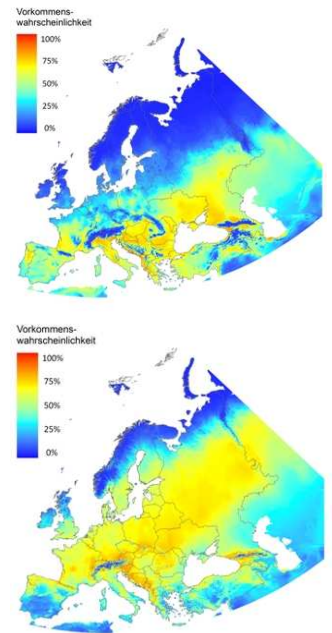 Vorkommens-
wahrscheinlichkeit
100%
75%
50%
25%
0%
Vorkommens-
wahrscheinlichkeit
100%
75%
50%
25%
0%